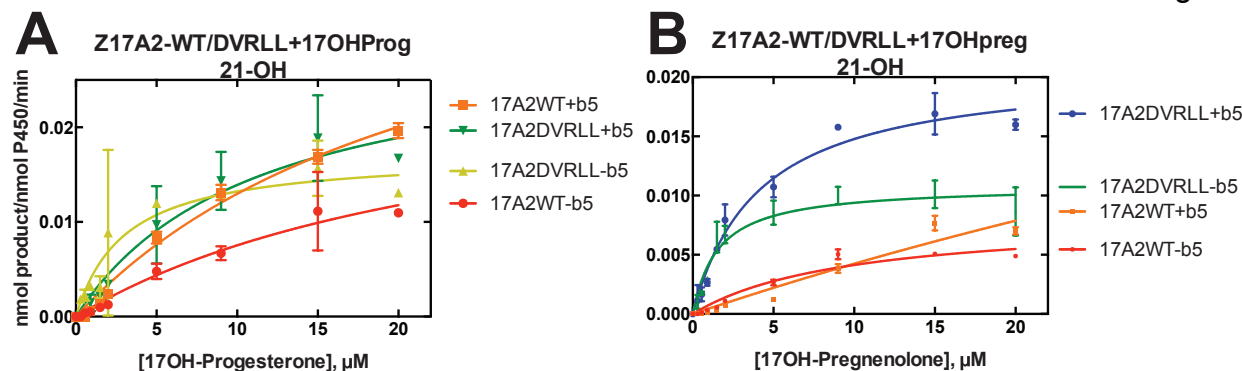 A
Z17A2-WT/DVRLL+17OHProg
21-OH
nmol product/nmol P450/min
0.02
0.01
0.00
0
5
10
15
20
[17OH-Progesterone], µM
17A2WT+b5
17A2DVRLL+b5
17A2DVRLL-b5
17A2WT-b5
B
Z17A2-WT/DVRLL+17OHpreg
21-OH
0.020
0.015
0.010
0.005
0.000
0
5
10
15
20
[17OH-Pregnenolone], µM
17A2DVRLL+b5
17A2DVRLL-b5
17A2WT+b5
17A2WT-b5